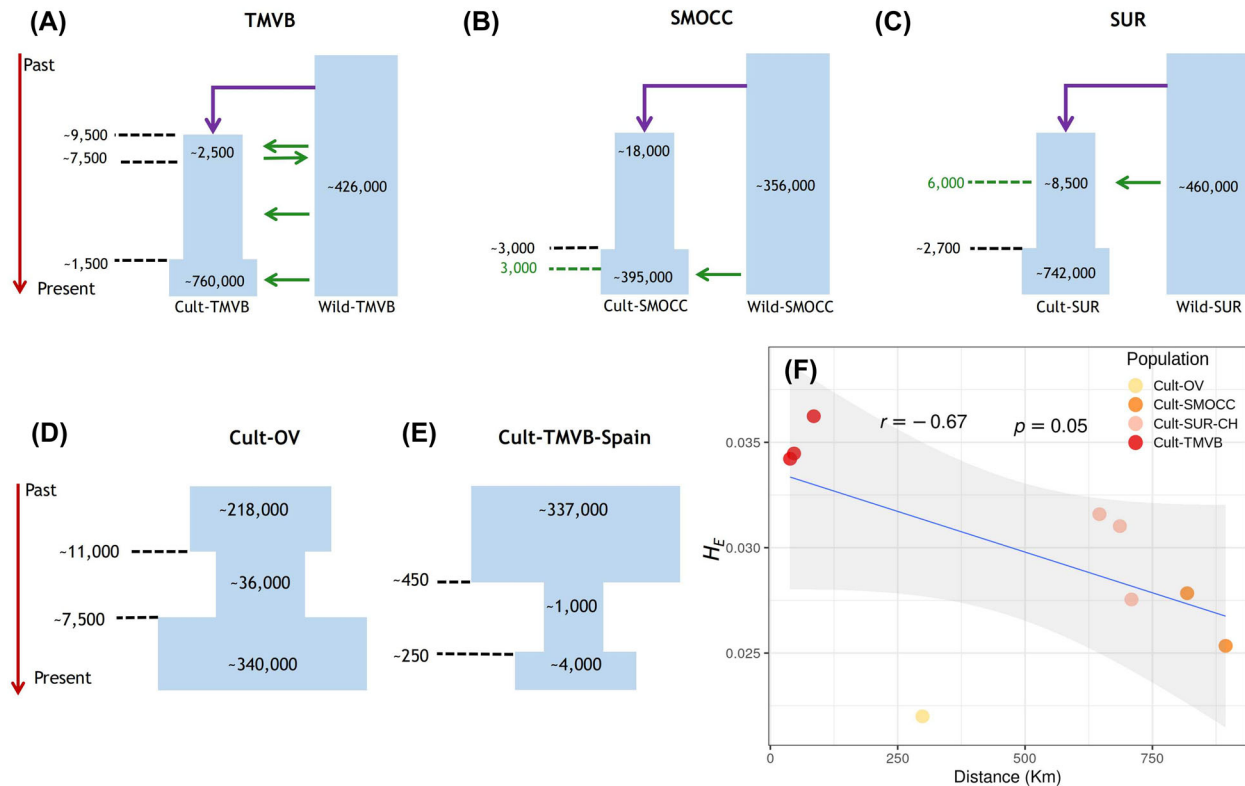 (A)
TMVB
Past
~9,500
~7,500
~2,500
~426,000
~1,500
~760,000
Present
Cult-TMVB
Wild-TMVB
(B)
SMOCC
~18,000
~356,000
~3,000
3,000
~395,000
Cult-SMOCC
Wild-SMOCC
(C)
SUR
6,000
~8,500
~460,000
~2,700
~742,000
Cult-SUR
Wild-SUR
(D)
Cult-OV
Past
~218,000
~11,000
~36,000
~7,500
~340,000
Present
(E)
Cult-TMVB-Spain
~337,000
~450
~1,000
~250
~4,000
(F)
Population
Cult-OV
Cult-SMOCC
Cult-SUR-CH
Cult-TMVB
r = −0.67
p = 0.05
0.035
0.030
0.025
HE
0
250
500
750
Distance (Km)